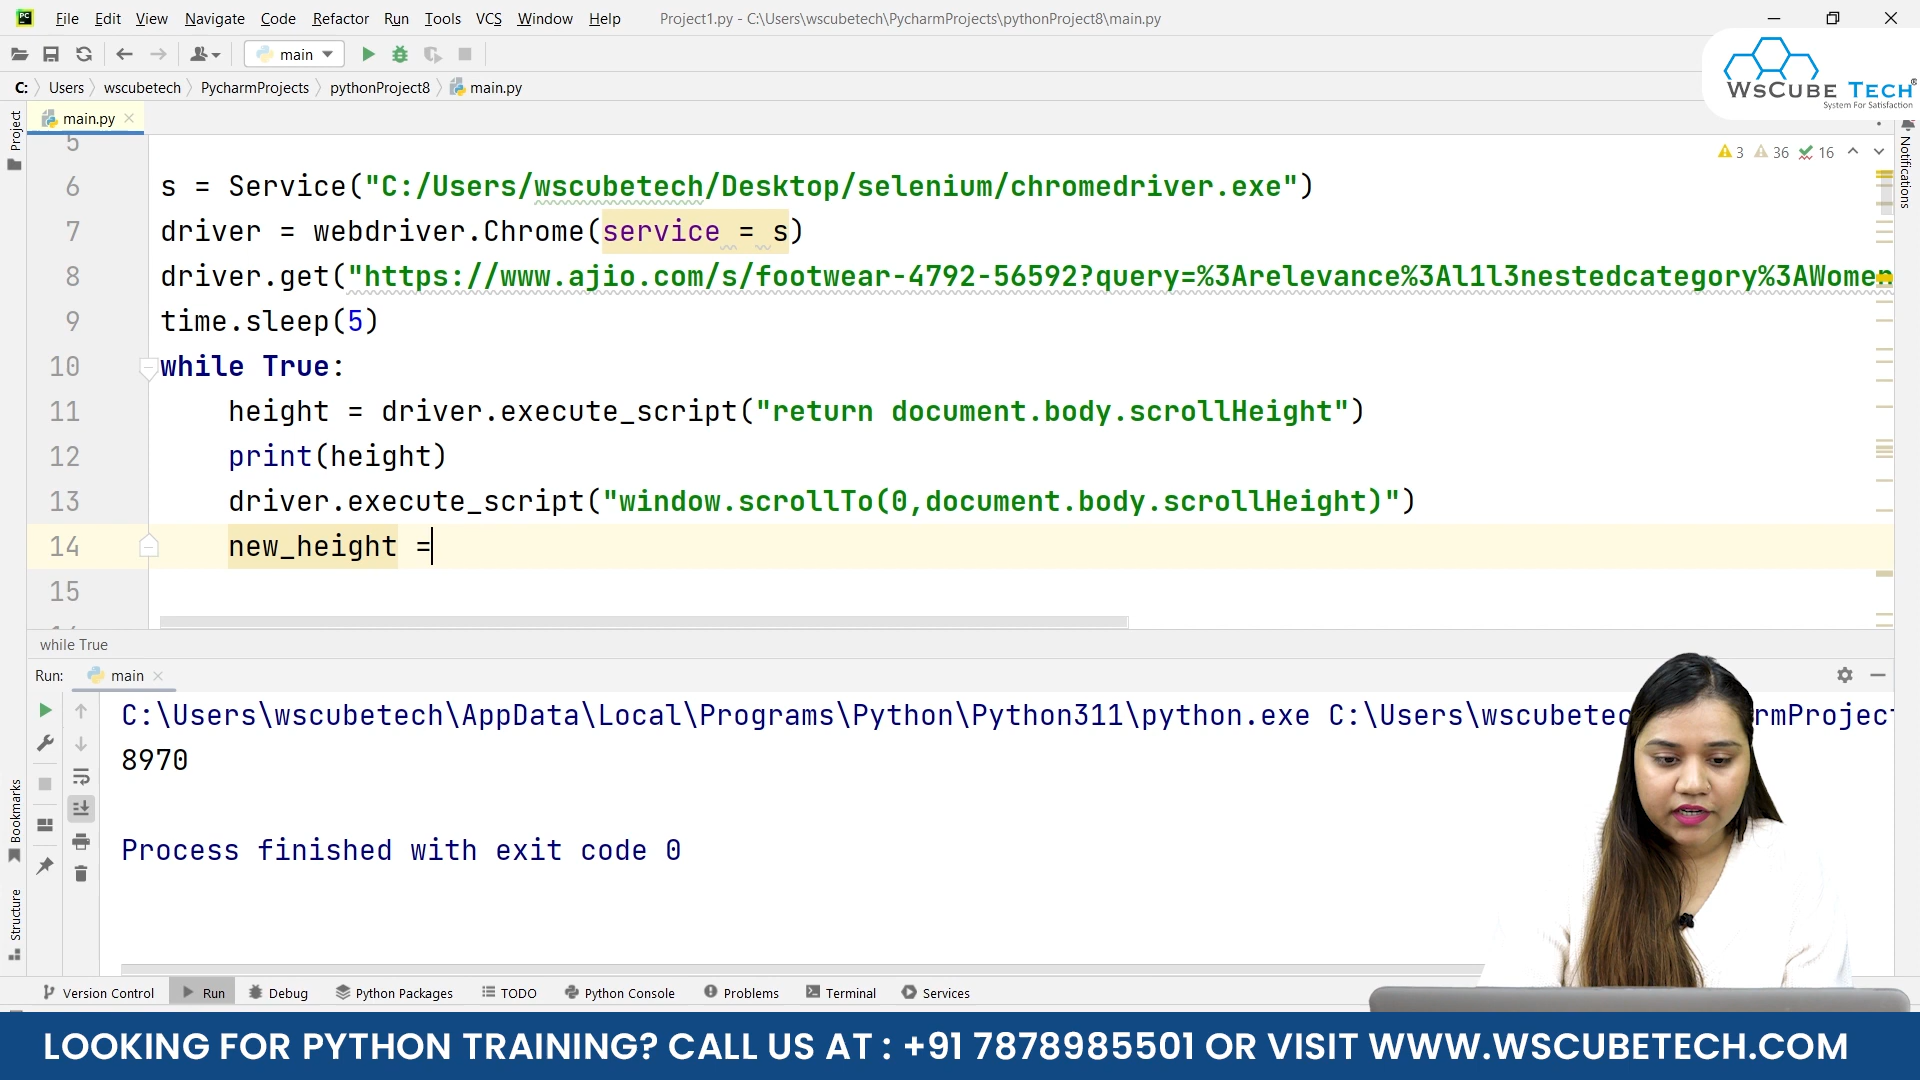 File Edit View Navigate Code Refactor Run Tools VCS Window Help Project1.py - C:\Users\wscubetech\PycharmProjects\pythonProject8\main.py
main
WsCube Tech®
System For Satisfaction
C: Users wscubetech PycharmProjects pythonProject8 main.py
Project
main.py
Notifications
3 36 16
5
6 s = Service("C:/Users/wscubetech/Desktop/selenium/chromedriver.exe")
7 driver = webdriver.Chrome(service = s)
8 driver.get("https://www.ajio.com/s/footwear-4792-56592?query=%3Arelevance%3Al1l3nestedcategory%3AWomen
9 time.sleep(5)
10 while True:
11 height = driver.execute_script("return document.body.scrollHeight")
12 print(height)
13 driver.execute_script("window.scrollTo(0,document.body.scrollHeight)")
14 new_height =
15
while True
Run: main
C:\Users\wscubetech\AppData\Local\Programs\Python\Python311\python.exe C:\Users\wscubetec rmProject
8970
Process finished with exit code 0
Bookmarks
Structure
Version Control Run Debug Python Packages TODO Python Console Problems Terminal Services
LOOKING FOR PYTHON TRAINING? CALL US AT : +91 7878985501 OR VISIT WWW.WSCUBETECH.COM